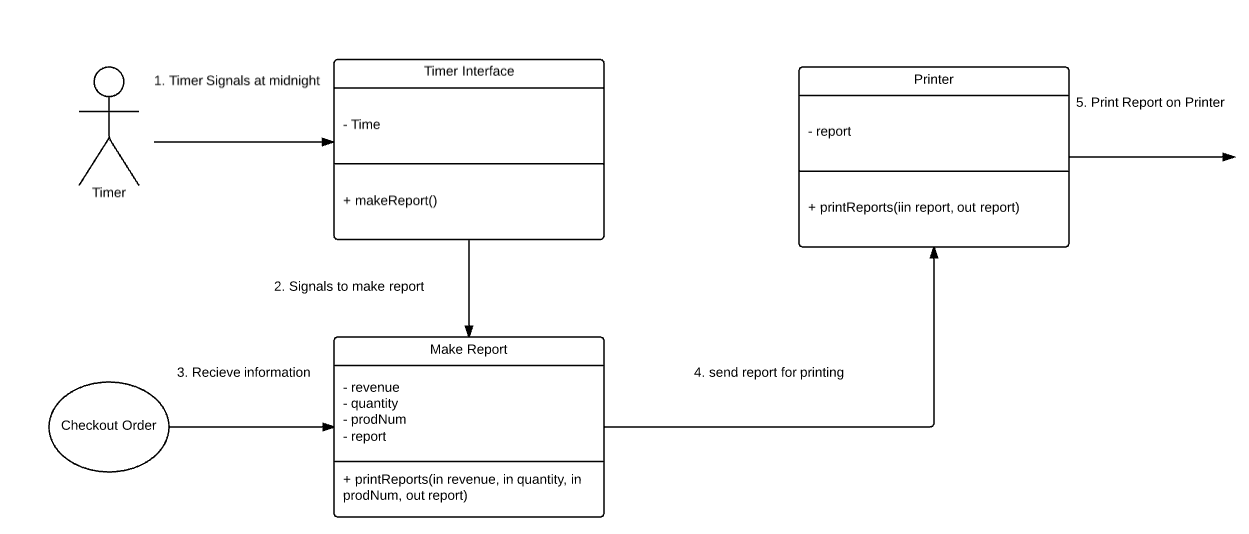 1. Timer Signals at midnight
Timer
Timer Interface
- Time
+ makeReport()
2. Signals to make report
3. Recieve information
Checkout Order
Make Report
- revenue
- quantity
- prodNum
- report
+ printReports(in revenue, in quantity, in
prodNum, out report)
4. send report for printing
Printer
- report
+ printReports(iin report, out report)
5. Print Report on Printer